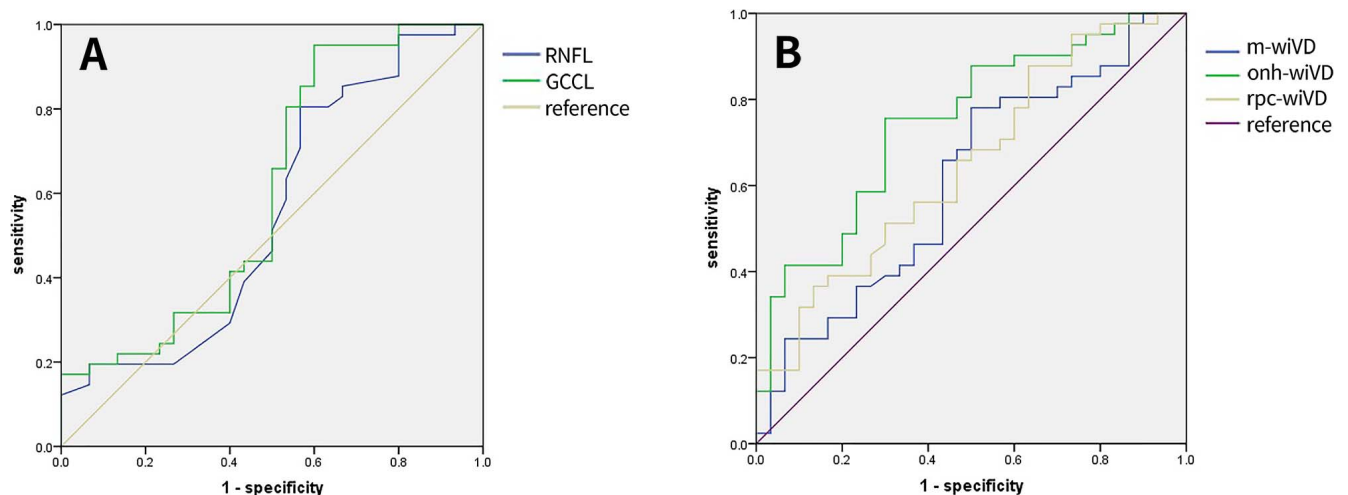 A
RNFL
GCCL
reference
1.0
0.8
0.6
0.4
0.2
0.0
sensitivity
0.0 0.2 0.4 0.6 0.8 1.0
1 - specificity
B
m-wiVD
onh-wiVD
rpc-wiVD
reference
1.0
0.8
0.6
0.4
0.2
0.0
sensitivity
0.0 0.2 0.4 0.6 0.8 1.0
1 - specificity